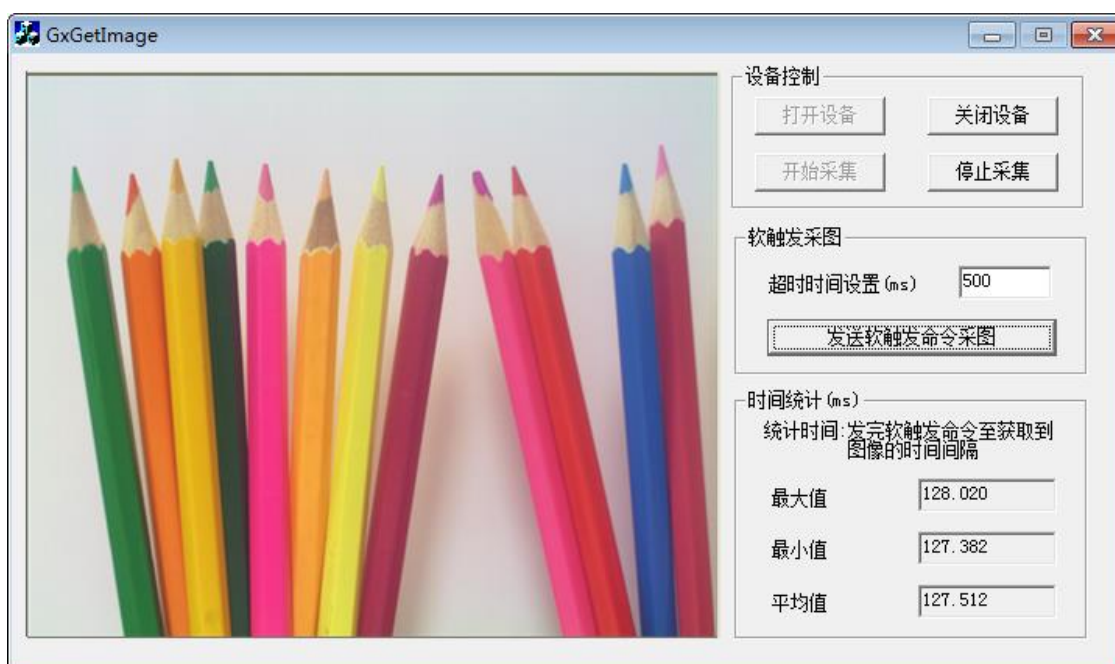 GxGetImage
设备控制
打开设备
关闭设备
开始采集
停止采集
软触发采图
超时时间设置(ms)
500
发送软触发命令采图
时间统计(ms)
统计时间:发完软触发命令至获取到
图像的时间间隔
最大值
128.020
最小值
127.382
平均值
127.512